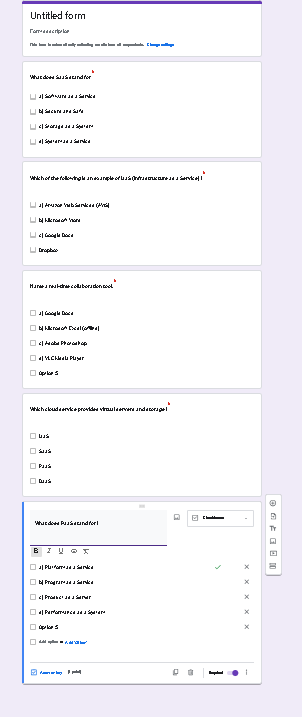 Untitled form
Form description
This form is automatically collecting emails from all respondents. Change settings
What does SaaS stand for *
a) Software as a Service
b) Secure and Safe
c) Storage as a System
d) System as a Service
Which of the following is an example of IaaS (Infrastructure as a Service)? *
a) Amazon Web Services (AWS)
b) Microsoft Word
c) Google Docs
Dropbox
Name a real-time collaboration tool. *
a) Google Docs
b) Microsoft Excel (offline)
c) Adobe Photoshop
d) VLC Media Player
Option 5
Which cloud service provides virtual servers and storage? *
IaaS
SaaS
PaaS
DaaS
What does PaaS stand for?
Checkboxes
B I U
a) Platform as a Service
b) Program as a Service
c) Product as a Server
d) Performance as a System
Option 5
Add option or Add "Other"
Answer key (1 point)
Required